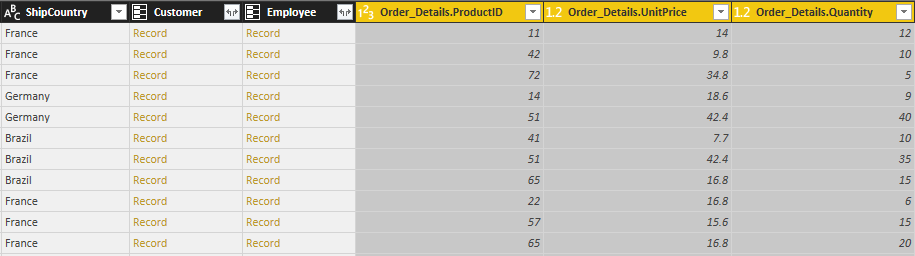 ABC ShipCountry Customer Employee 123 Order_Details.ProductID 1.2 Order_Details.UnitPrice 1.2 Order_Details.Quantity
France Record Record 11 14 12
France Record Record 42 9.8 10
France Record Record 72 34.8 5
Germany Record Record 14 18.6 9
Germany Record Record 51 42.4 40
Brazil Record Record 41 7.7 10
Brazil Record Record 51 42.4 35
Brazil Record Record 65 16.8 15
France Record Record 22 16.8 6
France Record Record 57 15.6 15
France Record Record 65 16.8 20